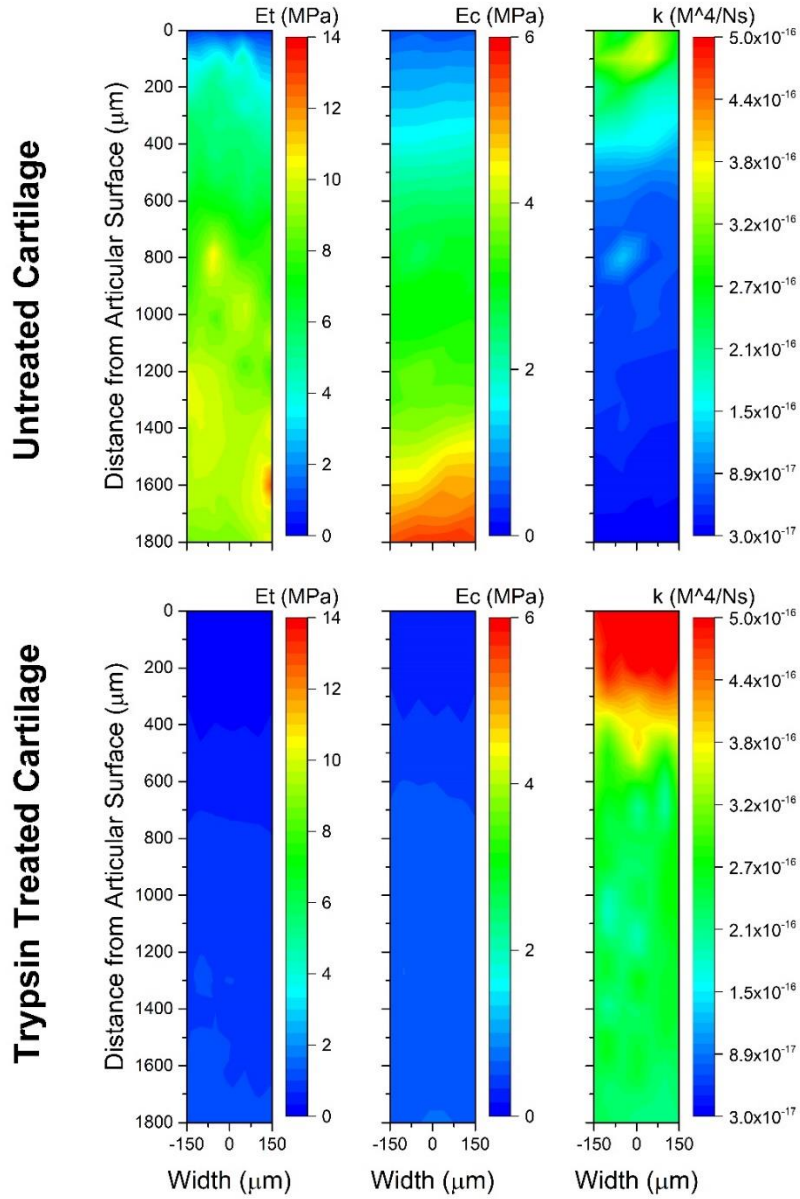 Untreated Cartilage
Distance from Articular Surface (μm)
0
200
400
600
800
1000
1200
1400
1600
1800
Et (MPa)
14
12
10
8
6
4
2
0
Ec (MPa)
6
4
2
0
k (M^4/Ns)
5.0x10⁻¹⁶
4.4x10⁻¹⁶
3.8x10⁻¹⁶
3.2x10⁻¹⁶
2.7x10⁻¹⁶
2.1x10⁻¹⁶
1.5x10⁻¹⁶
8.9x10⁻¹⁷
3.0x10⁻¹⁷
Trypsin Treated Cartilage
Distance from Articular Surface (μm)
0
200
400
600
800
1000
1200
1400
1600
1800
Et (MPa)
14
12
10
8
6
4
2
0
Ec (MPa)
6
4
2
0
k (M^4/Ns)
5.0x10⁻¹⁶
4.4x10⁻¹⁶
3.8x10⁻¹⁶
3.2x10⁻¹⁶
2.7x10⁻¹⁶
2.1x10⁻¹⁶
1.5x10⁻¹⁶
8.9x10⁻¹⁷
3.0x10⁻¹⁷
-150 0 150
-150 0 150
-150 0 150
Width (μm)
Width (μm)
Width (μm)